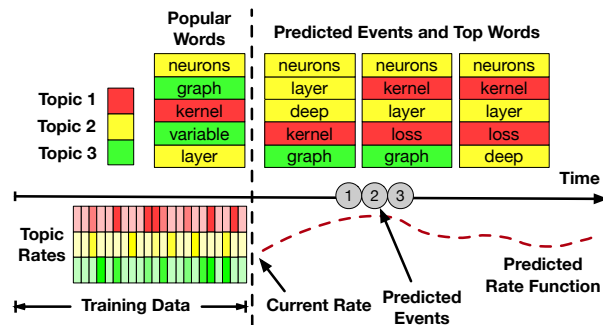 Popular
Words
Predicted Events and Top Words
Topic 1
Topic 2
Topic 3
neurons
graph
kernel
variable
layer
neurons
layer
deep
kernel
graph
neurons
kernel
layer
loss
graph
neurons
kernel
layer
loss
deep
Time
1
2
3
Topic
Rates
Training Data
Current Rate
Predicted
Events
Predicted
Rate Function